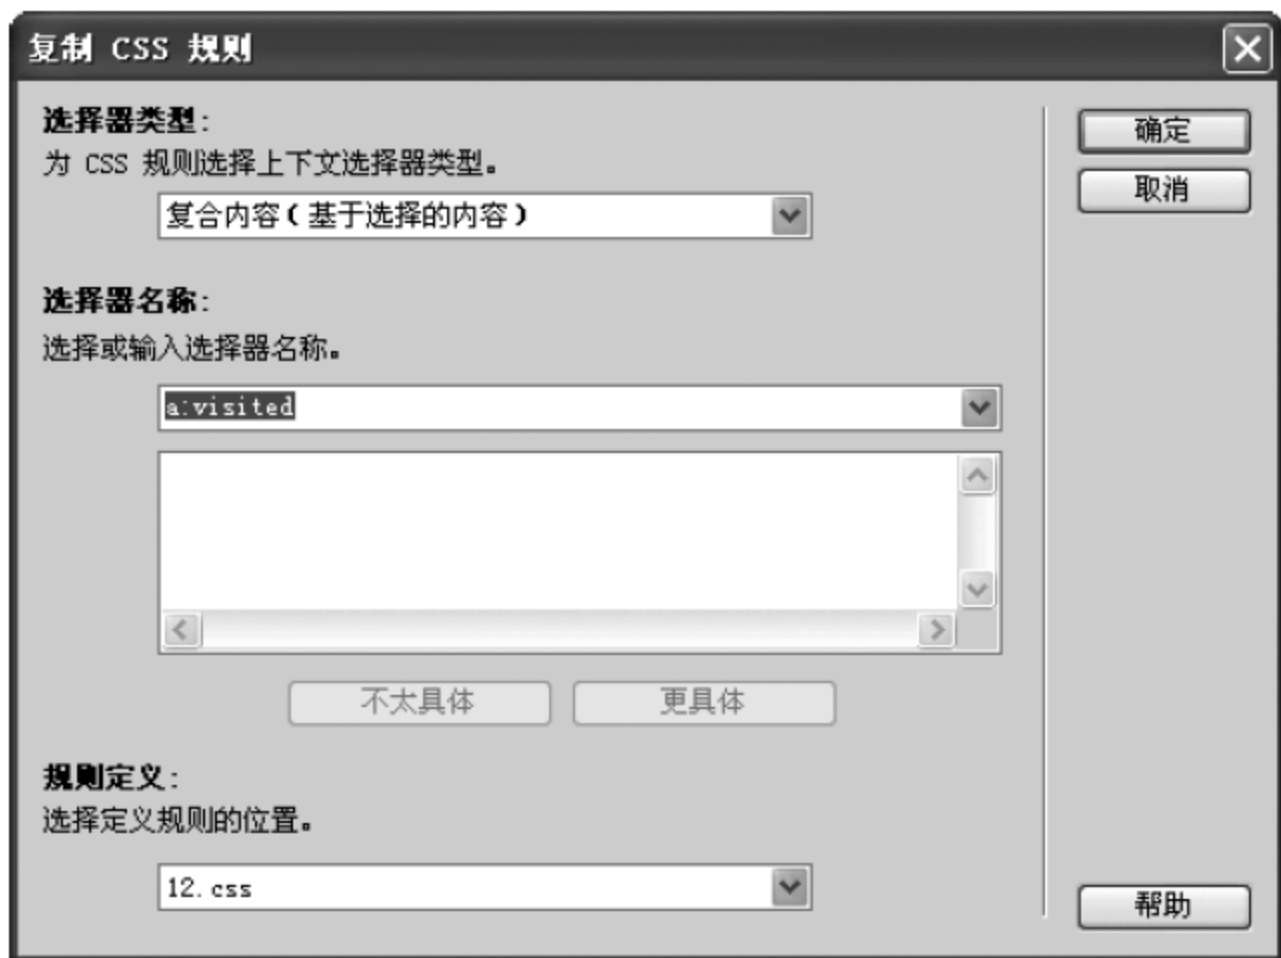 复制 CSS 规则
选择器类型:
为 CSS 规则选择上下文选择器类型。
确定
复合内容(基于选择的内容)
取消
选择器名称:
选择或输入选择器名称。
a:visited
不太具体
更具体
规则定义:
选择定义规则的位置。
12.css
帮助